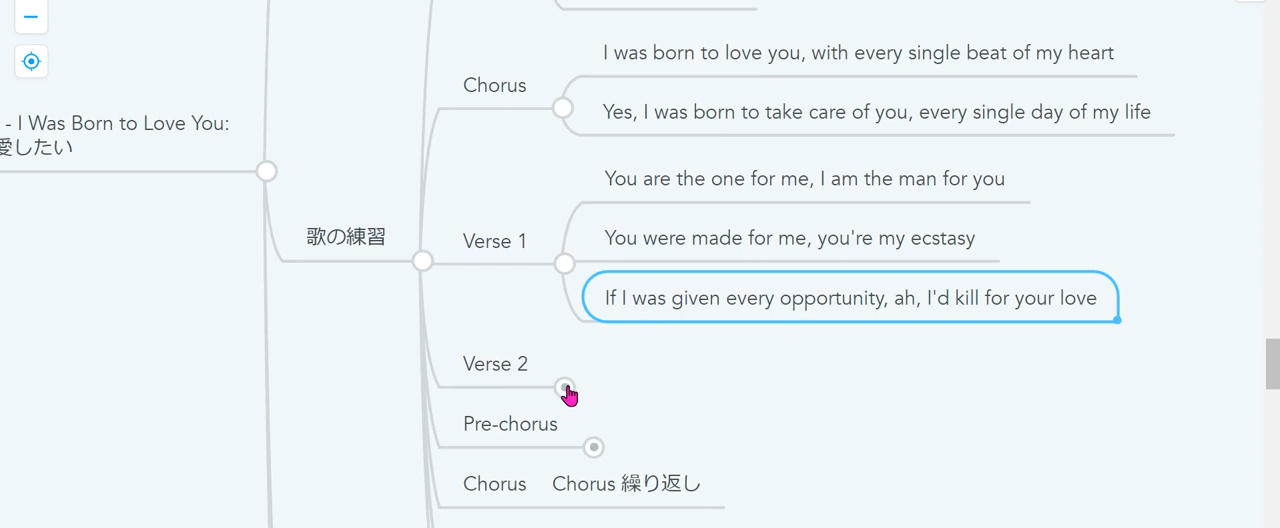 Chorus
I was born to love you, with every single beat of my heart
Yes, I was born to take care of you, every single day of my life
- I Was Born to Love You:
愛したい
歌の練習
Verse 1
You are the one for me, I am the man for you
You were made for me, you're my ecstasy
If I was given every opportunity, ah, I'd kill for your love
Verse 2
Pre-chorus
Chorus Chorus 繰り返し